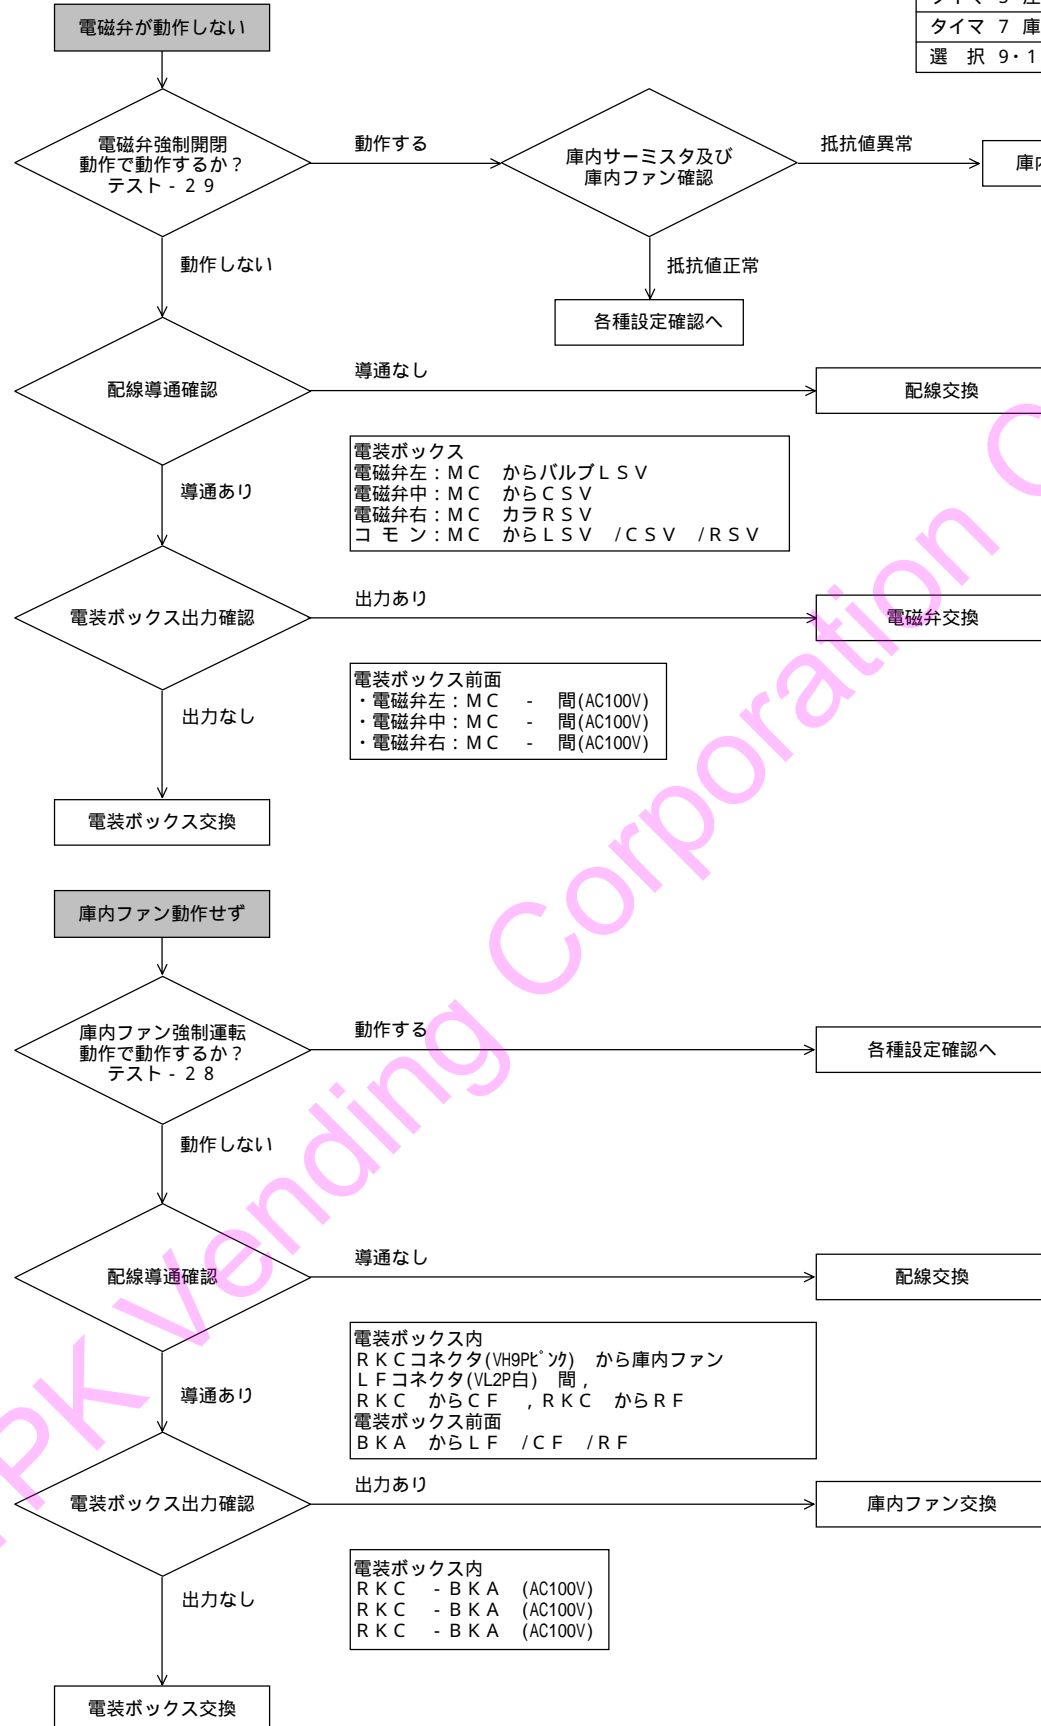 タイマ 7 庫
選 択 9・1
電磁弁が動作しない
電磁弁強制開閉
動作で動作するか?
テスト - 2 9
動作する
庫内サーミスタ及び
庫内ファン確認
抵抗値異常
庫内
動作しない
抵抗値正常
各種設定確認へ
配線導通確認
導通なし
配線交換
電装ボックス
電磁弁左:MC からバルブLSV
電磁弁中:MC からCSV
電磁弁右:MC カラRSV
コ モ ン:MC からLSV /CSV /RSV
導通あり
電装ボックス出力確認
出力あり
電磁弁交換
電装ボックス前面
・電磁弁左:MC - 間(AC100V)
・電磁弁中:MC - 間(AC100V)
・電磁弁右:MC - 間(AC100V)
出力なし
電装ボックス交換
庫内ファン動作せず
庫内ファン強制運転
動作で動作するか?
テスト - 2 8
動作する
各種設定確認へ
動作しない
配線導通確認
導通なし
配線交換
電装ボックス内
RKCコネクタ(VH9Pピンク) から庫内ファン
LFコネクタ(VL2P白) 間,
RKC からCF ,RKC からRF
電装ボックス前面
BKA からLF /CF /RF
導通あり
電装ボックス出力確認
出力あり
庫内ファン交換
電装ボックス内
RKC -BKA (AC100V)
RKC -BKA (AC100V)
RKC -BKA (AC100V)
出力なし
電装ボックス交換
PK Vending Corporation C